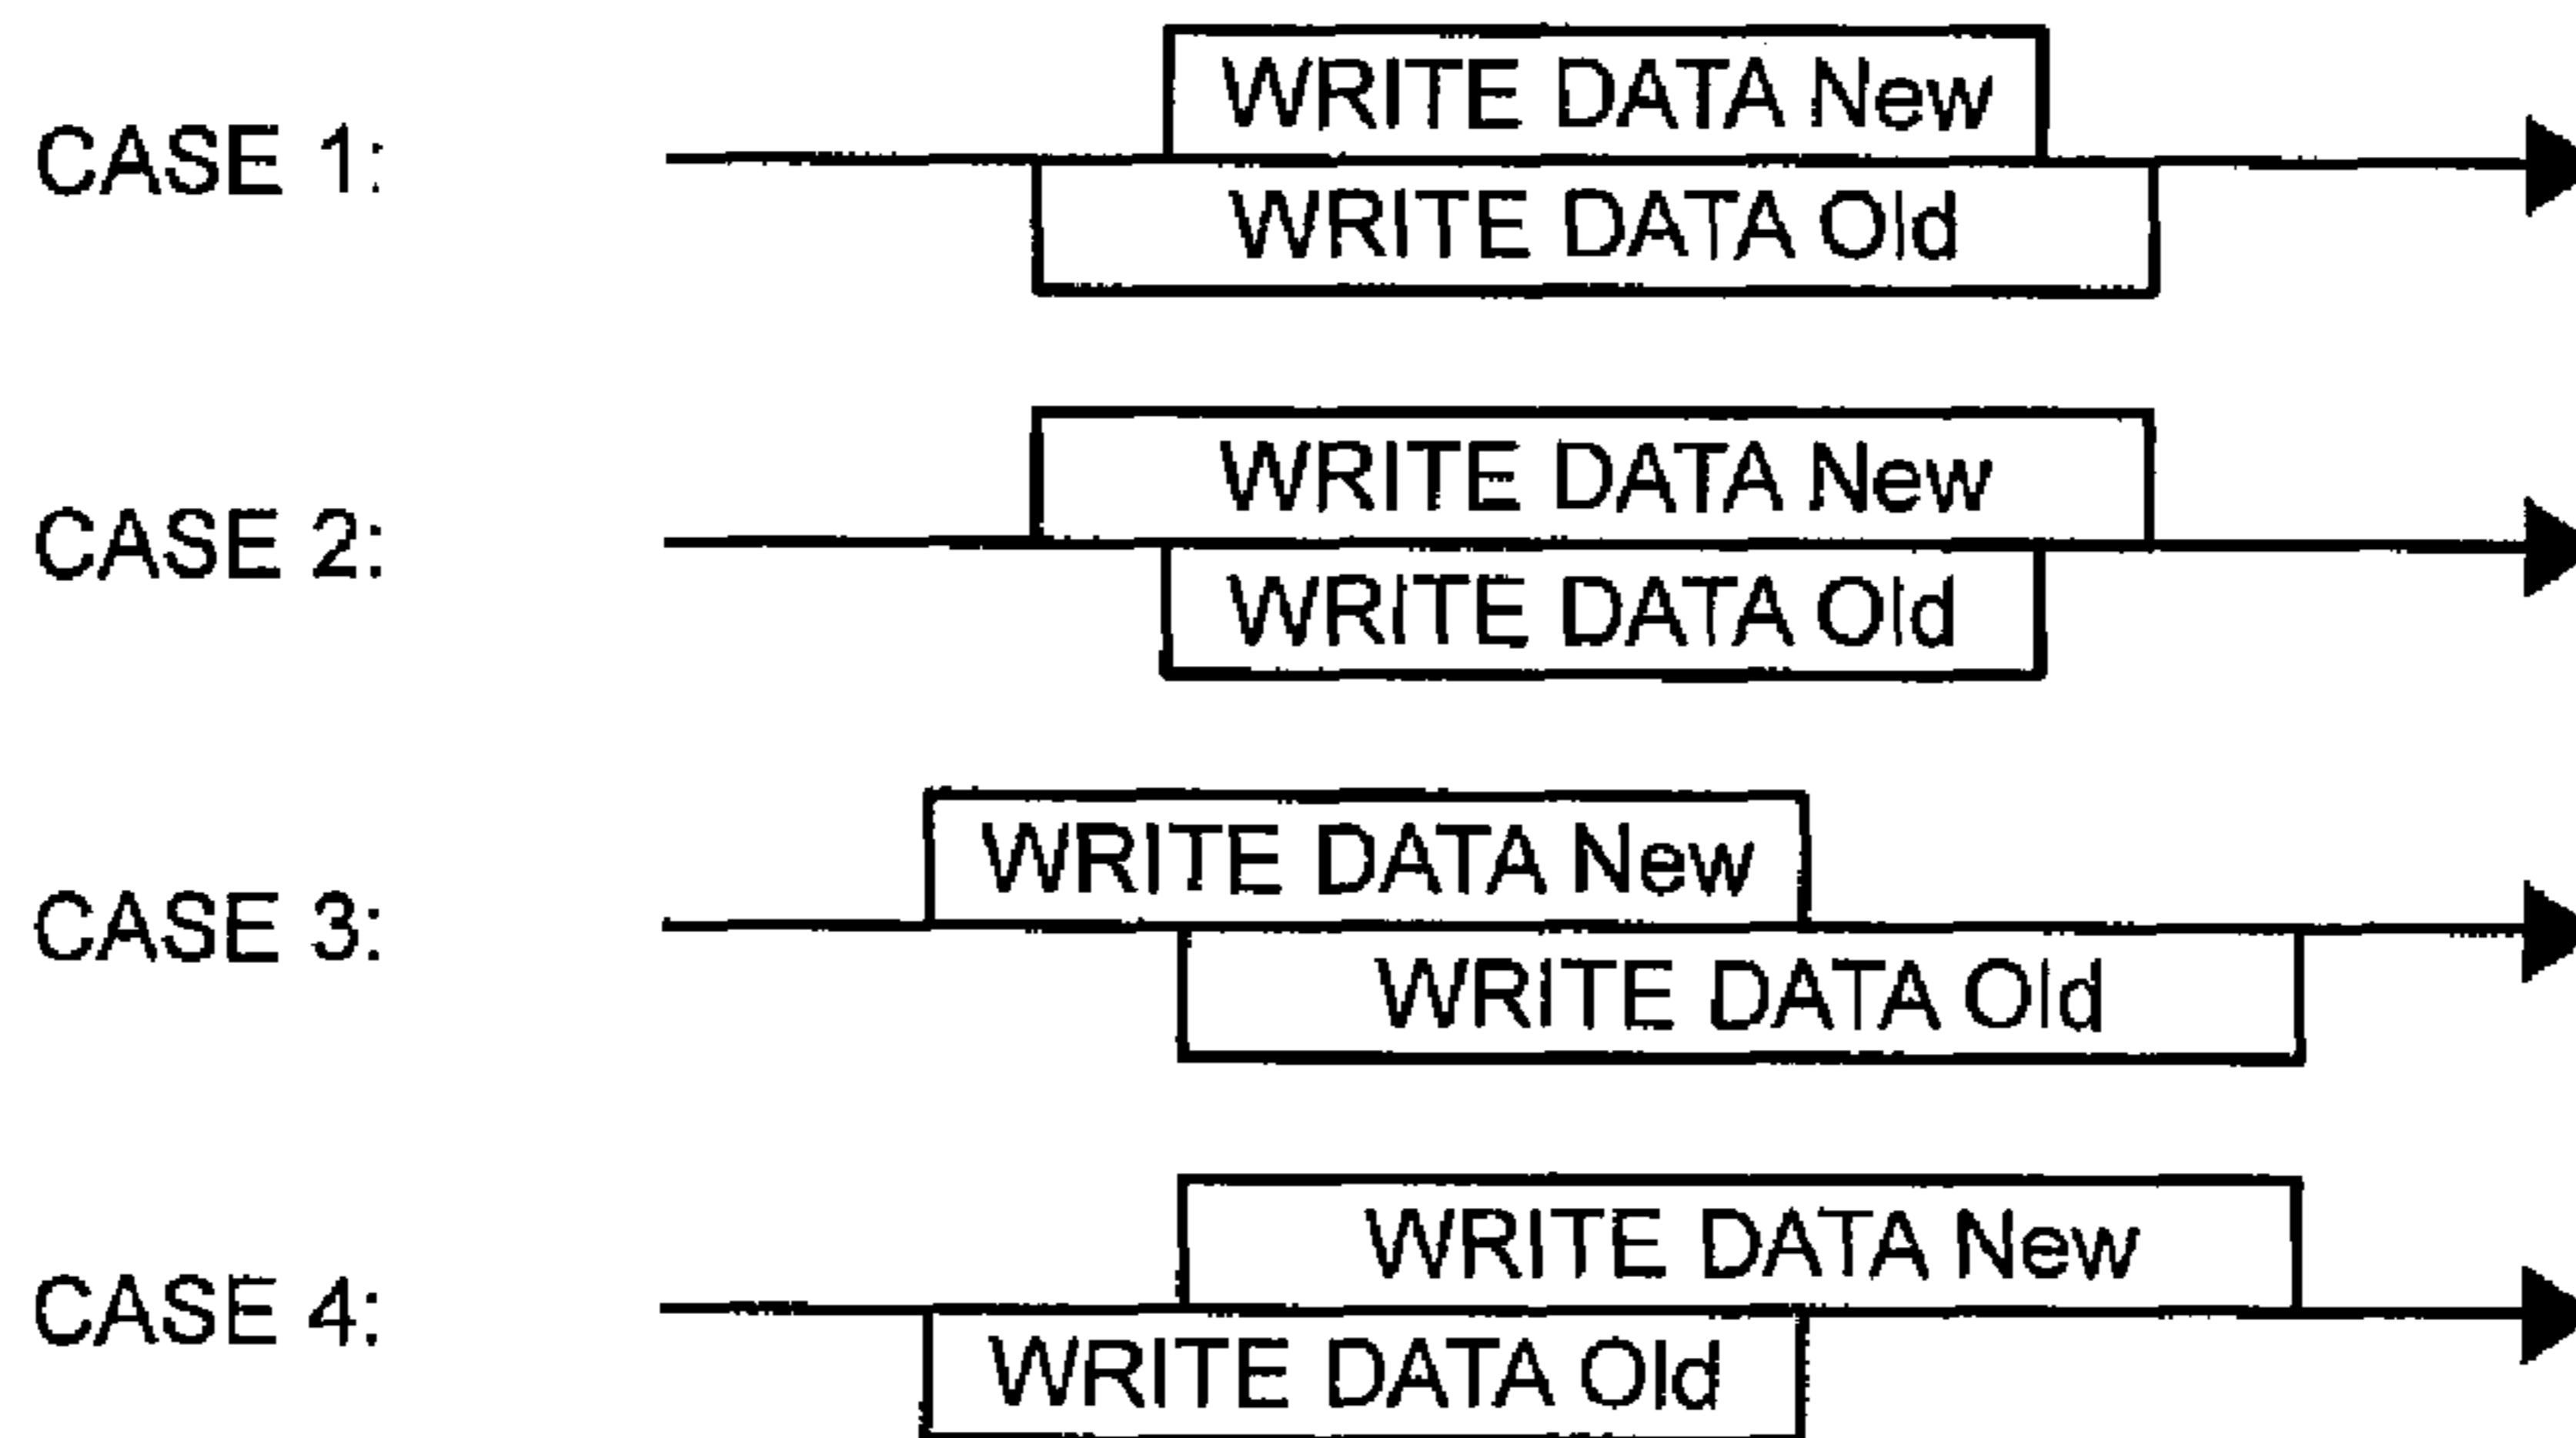 WRITE DATA New
CASE 1:
WRITE DATA Old
WRITE DATA New
CASE 2:
WRITE DATA Old
WRITE DATA New
CASE 3:
WRITE DATA Old
WRITE DATA New
CASE 4:
WRITE DATA Old